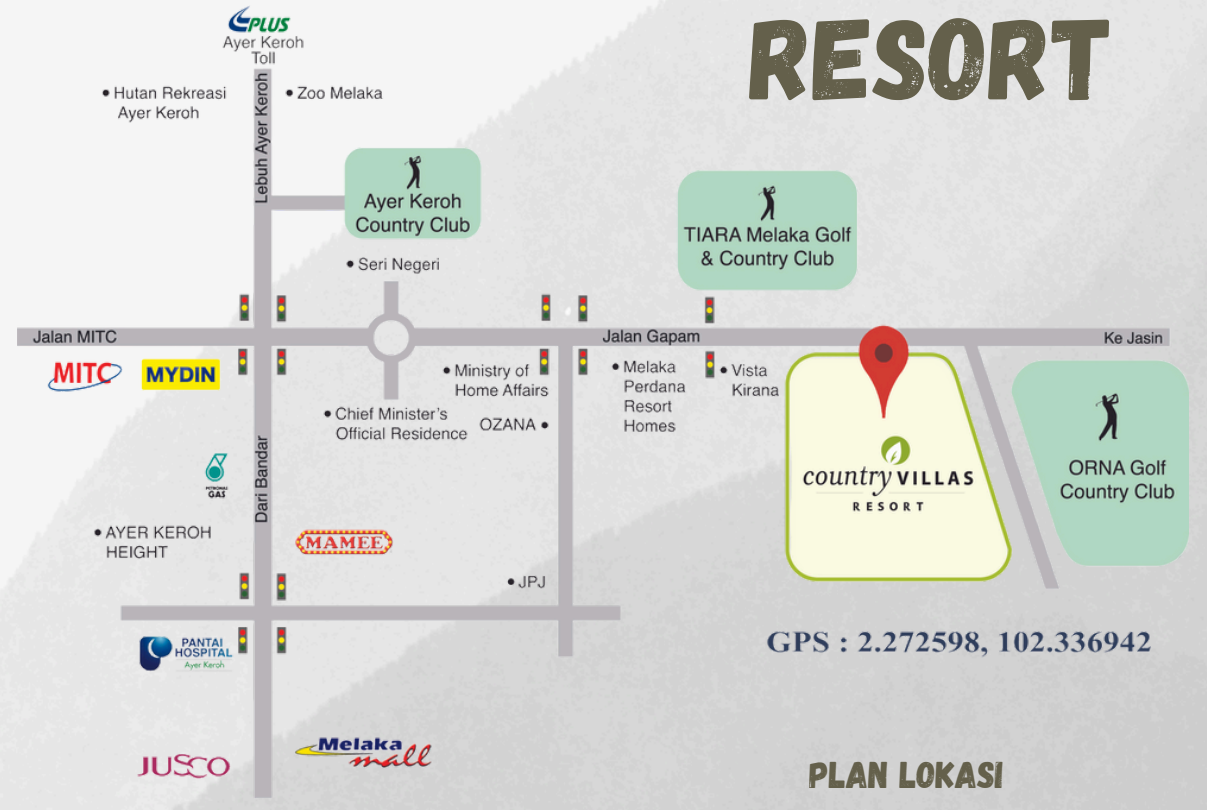 PLUS
Ayer Keroh
Toll
RESORT
• Hutan Rekreasi
Ayer Keroh
Lebuh Ayer Keroh
• Zoo Melaka
Ayer Keroh
Country Club
TIARA Melaka Golf
& Country Club
• Seri Negeri
Jalan MITC
Jalan Gapam
Ke Jasin
MITC
MYDIN
• Ministry of
Home Affairs
• Melaka
Perdana
Resort
Homes
• Vista
Kirana
• Chief Minister's
Official Residence
OZANA •
country VILLAS
RESORT
ORNA Golf
Country Club
Dari Bandar
PETRONAS
GAS
• AYER KEROH
HEIGHT
MAMEE
• JPJ
PANTAI
HOSPITAL
Ayer Keroh
GPS : 2.272598, 102.336942
JUSCO
Melaka
mall
PLAN LOKASI